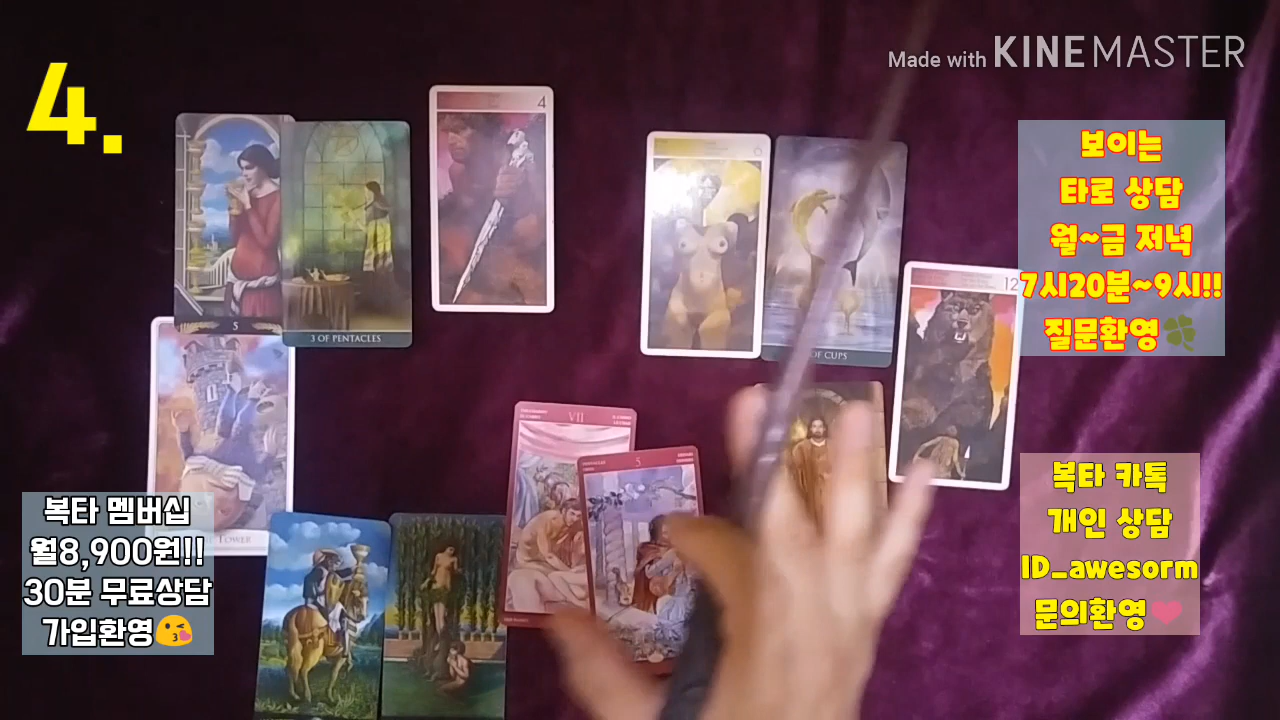 Made with KINEMASTER
4.
4
보이는
타로 상담
월~금 저녁
7시20분~9시!!
질문환영
5
3 OF PENTACLES
OF CUPS
12
VII
5
복타 멤버십
월8,900원!!
30분 무료상담
가입환영
TOWER
복타 카톡
개인 상담
ID_awesorm
문의환영